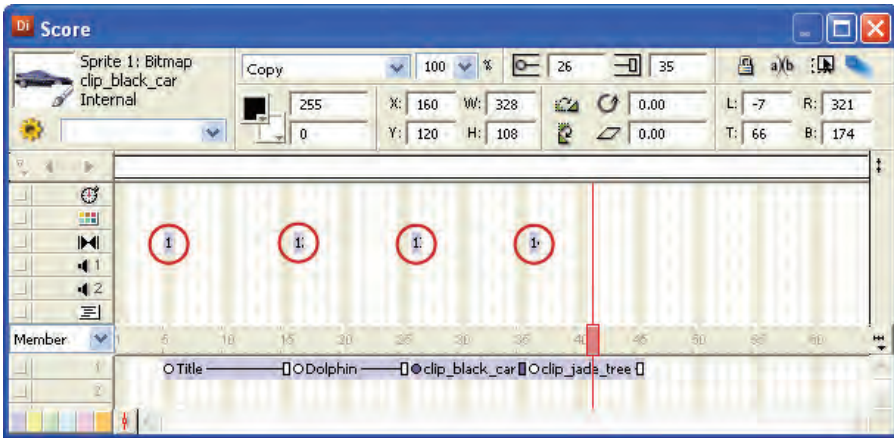 Di Score
Sprite 1: Bitmap
clip_black_car
Internal
Copy 100 % 26 35 a)(b
255 X: 160 W: 328 0.00 L: -7 R: 321
0 Y: 120 H: 108 0.00 T: 66 B: 174
1
2
Member 1 5 10 15 20 25 30 35 40 45 50 55 60
1 Title Dolphin clip_black_car clip_jade_tree
2